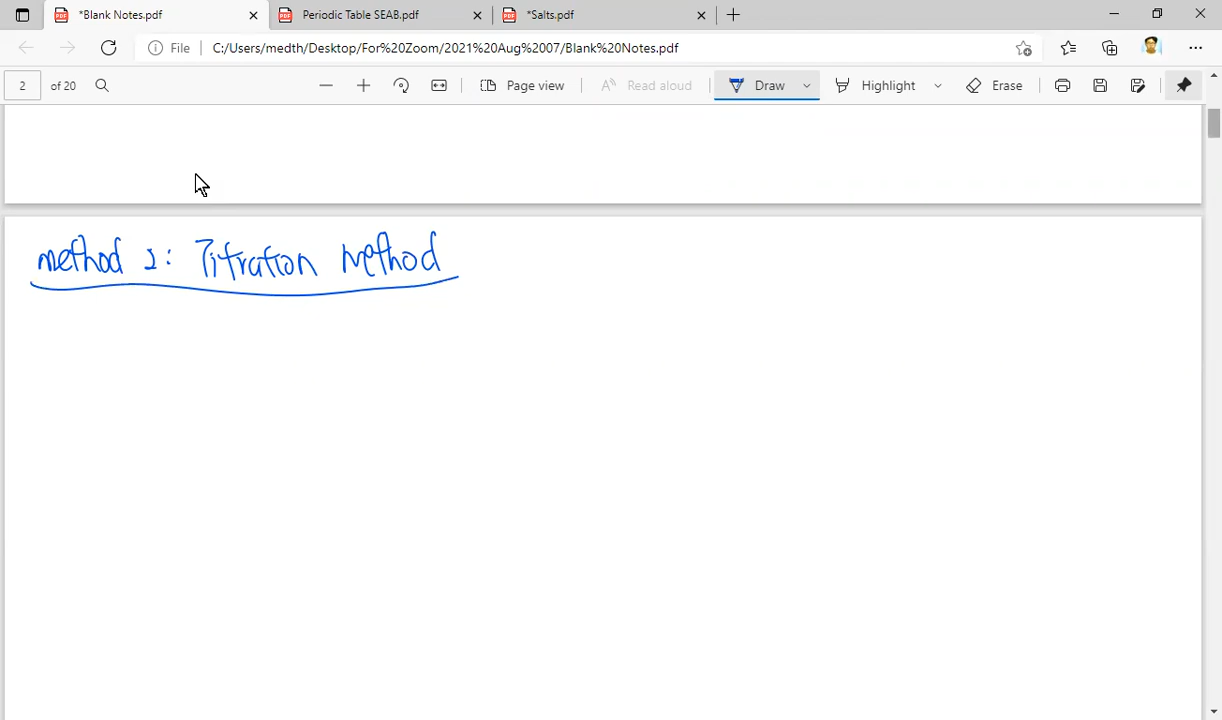 *Blank Notes.pdf
Periodic Table SEAB.pdf
*Salts.pdf
File
C:/Users/medth/Desktop/For%20Zoom/2021%20Aug%2007/Blank%20Notes.pdf
2 of 20
Page view
Read aloud
Draw
Highlight
Erase
method 2: Titration Method